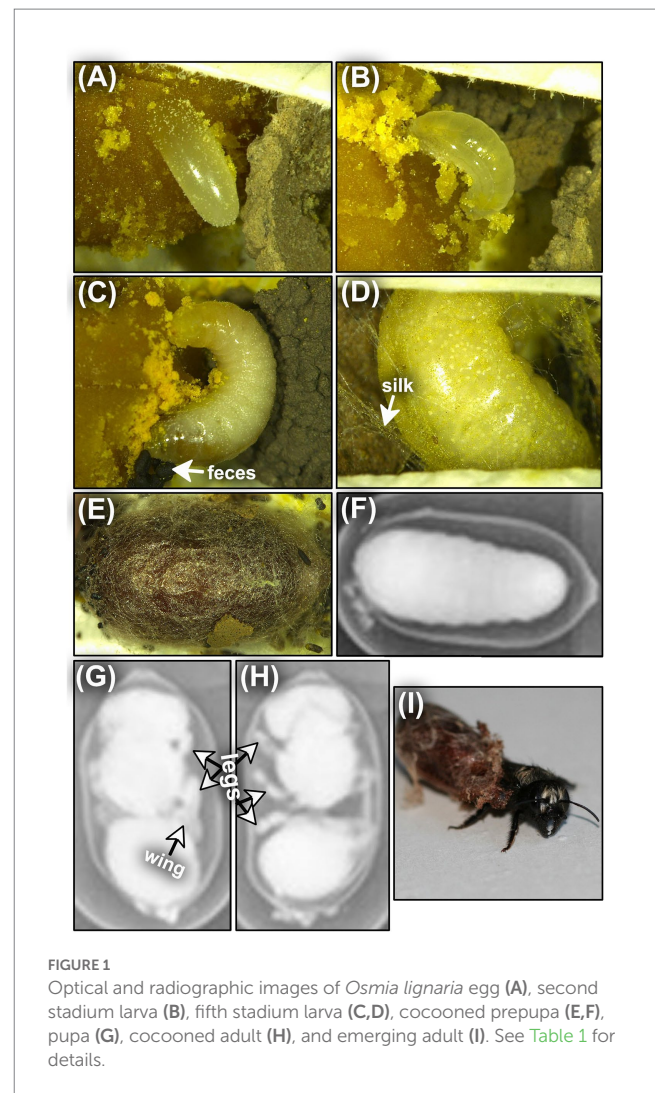 (A)
(B)
(C)
feces
(D)
silk
(E)
(F)
(G)
wing
legs
(H)
(I)
FIGURE 1
Optical and radiographic images of Osmia lignaria egg (A), second
stadium larva (B), fifth stadium larva (C,D), cocooned prepupa (E,F),
pupa (G), cocooned adult (H), and emerging adult (I). See Table 1 for
details.